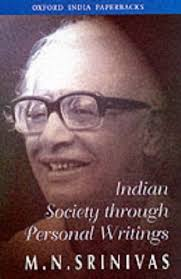 OXFORD INDIA PAPERBACKS
Indian
Society through
Personal Writings
M.N.SRINIVAS